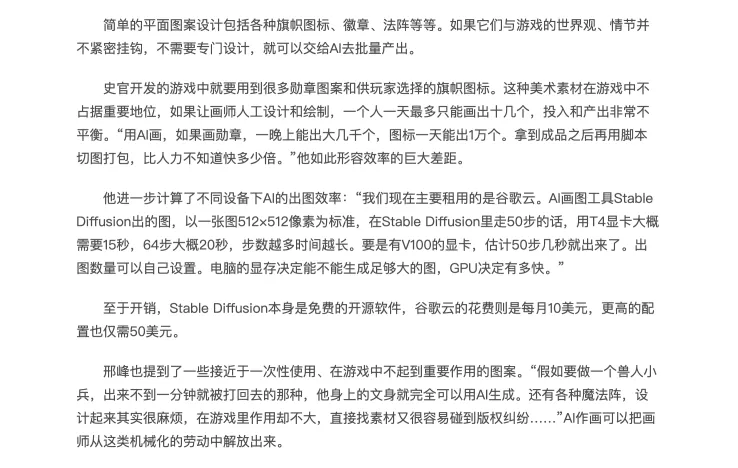 简单的平面图案设计包括各种旗帜图标、徽章、法阵等等。如果它们与游戏的世界观、情节并
不紧密挂钩，不需要专门设计，就可以交给AI去批量产出。
史官开发的游戏中就要用到很多勋章图案和供玩家选择的旗帜图标。这种美术素材在游戏中不
占据重要地位，如果让画师人工设计和绘制，一个人一天最多只能画出十几个，投入和产出非常不
平衡。“用AI画，如果画勋章，一晚上能出大几千个，图标一天能出1万个。拿到成品之后再用脚本
切图打包，比人力不知道快多少倍。”他如此形容效率的巨大差距。
他进一步计算了不同设备下AI的出图效率：“我们现在主要租用的是谷歌云。AI画图工具Stable
Diffusion出的图，以一张图512×512像素为标准，在Stable Diffusion里走50步的话，用T4显卡大概
需要15秒，64步大概20秒，步数越多时间越长。要是有V100的显卡，估计50步几秒就出来了。出
图数量可以自己设置。电脑的显存决定能不能生成足够大的图，GPU决定有多快。”
至于开销，Stable Diffusion本身是免费的开源软件，谷歌云的花费则是每月10美元，更高的配
置也仅需50美元。
邢峰也提到了一些接近于一次性使用、在游戏中不起到重要作用的图案。“假如要做一个兽人小
兵，出来不到一分钟就被打回去的那种，他身上的文身就完全可以用AI生成。还有各种魔法阵，设
计起来其实很麻烦，在游戏里作用却不大，直接找素材又很容易碰到版权纠纷……”AI作画可以把画
师从这类机械化的劳动中解放出来。